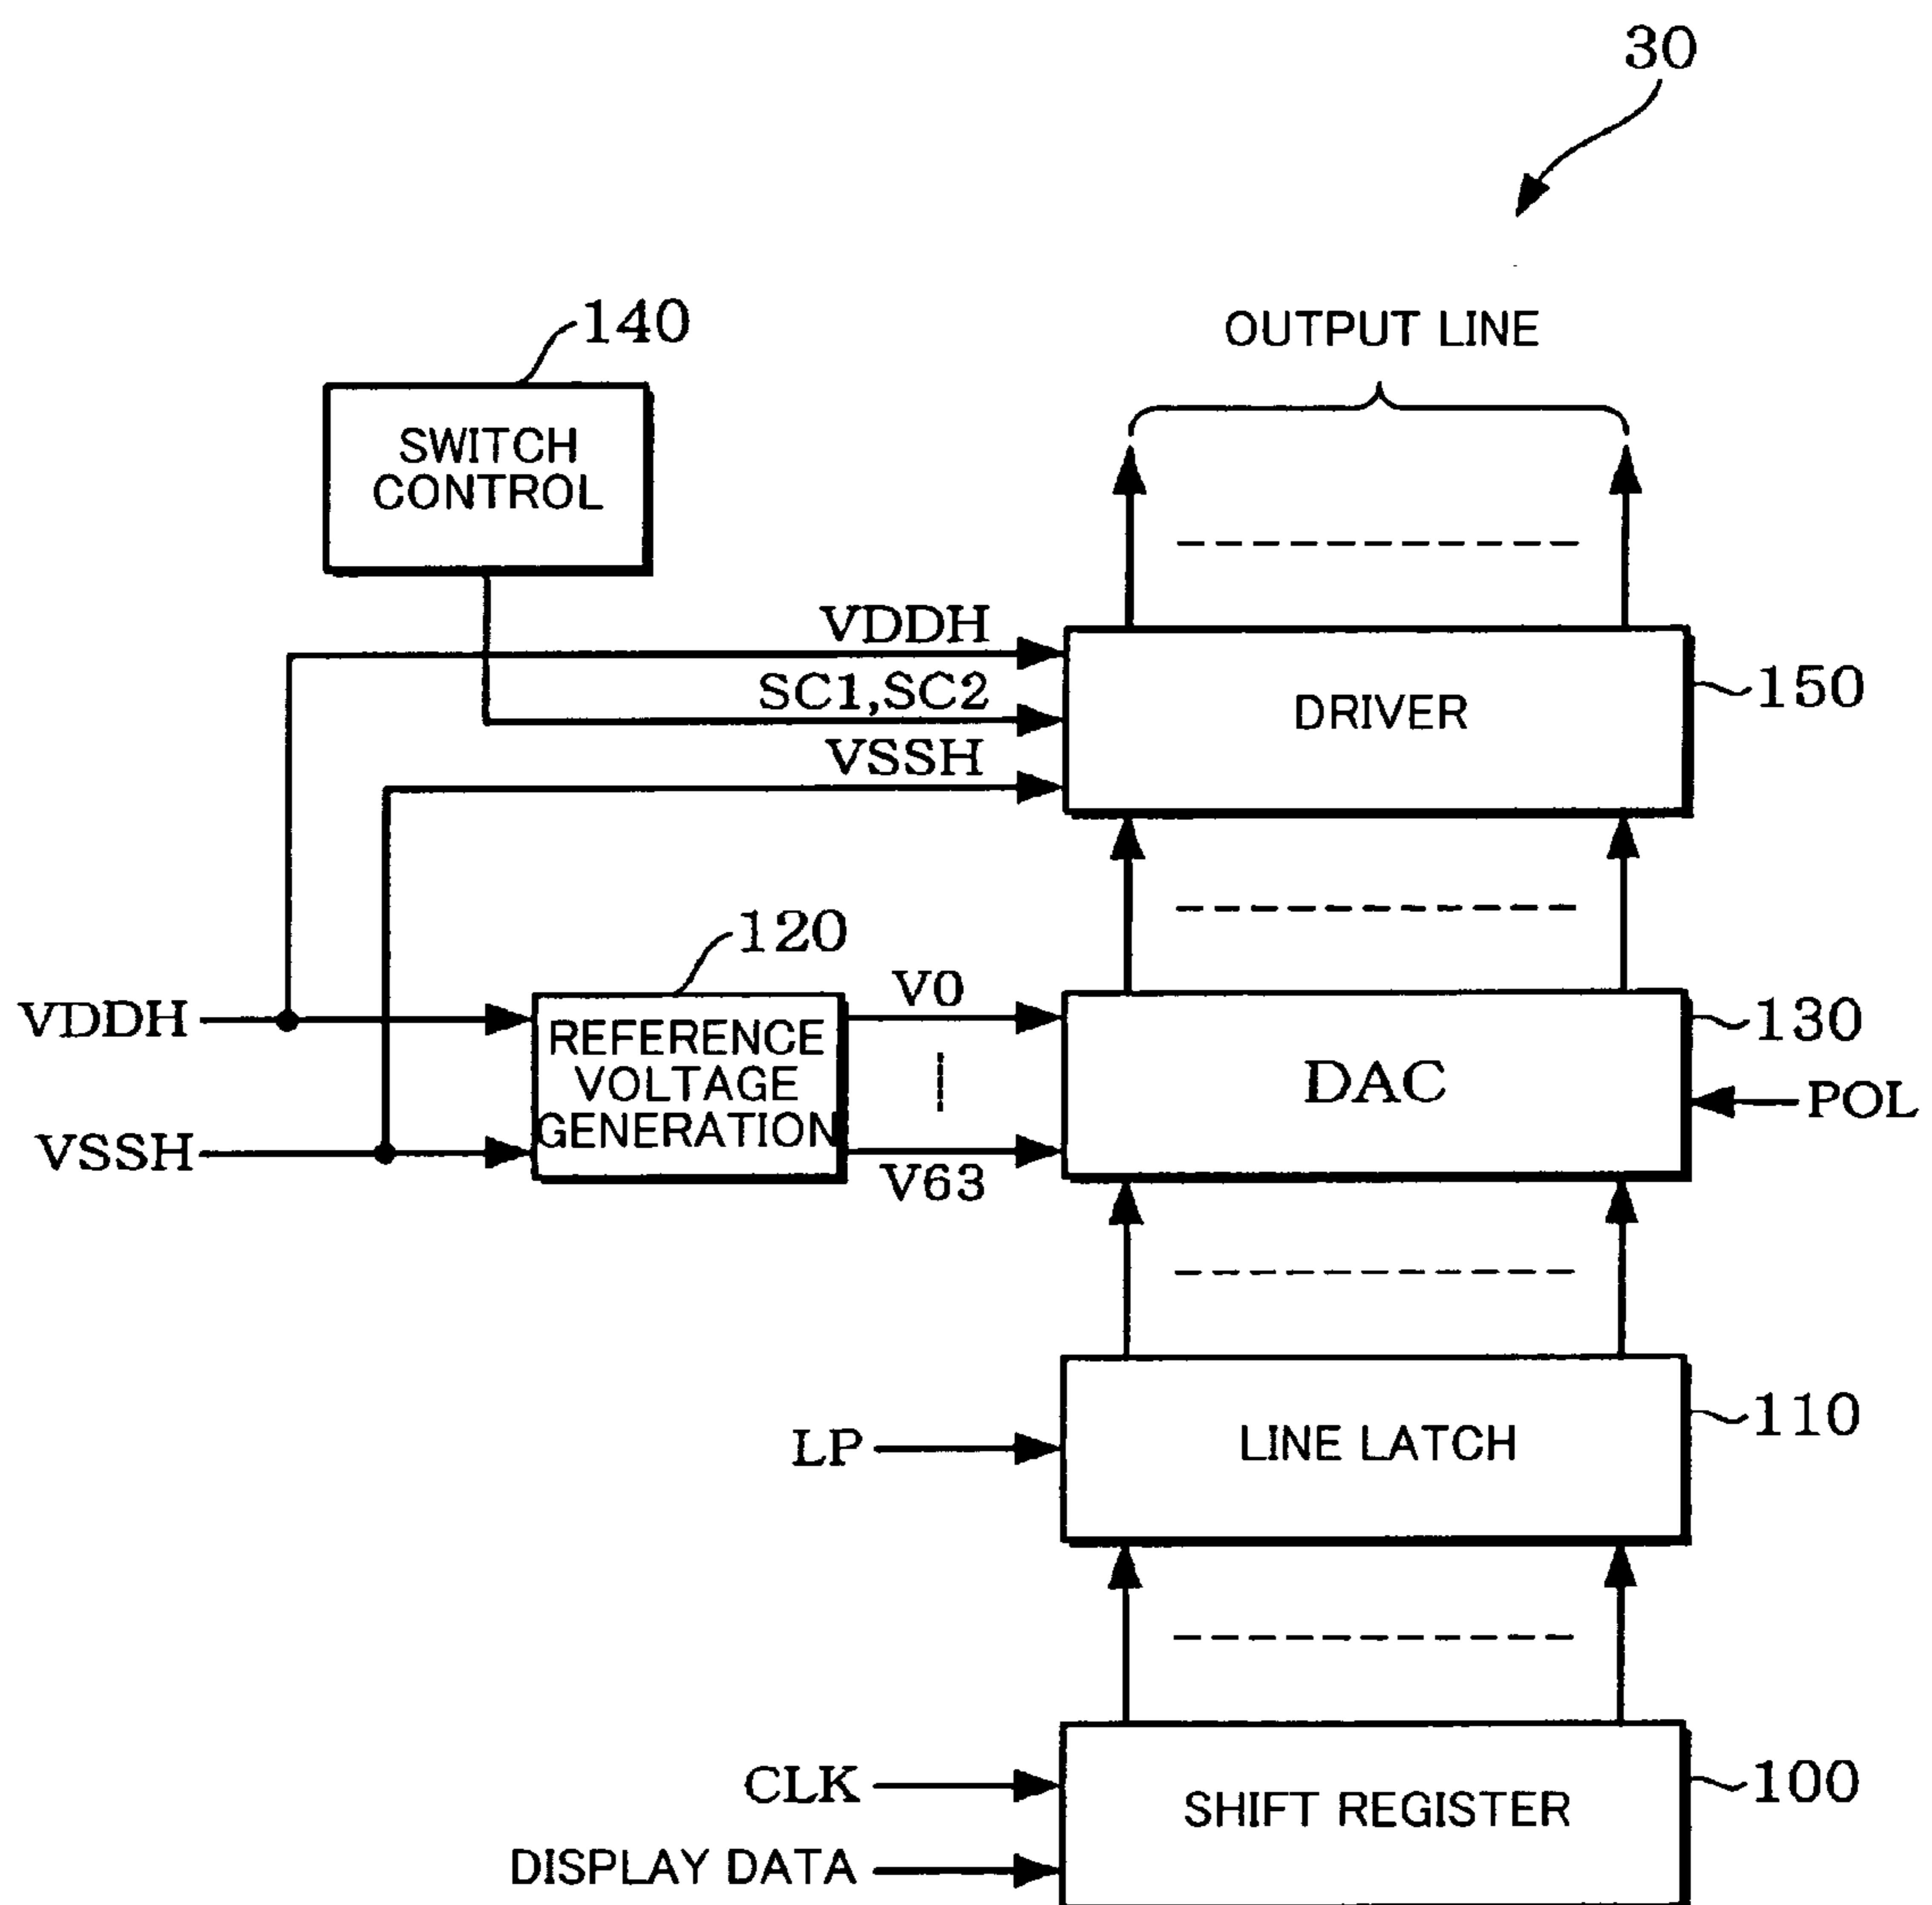 30
140
OUTPUT LINE
SWITCH
CONTROL
VDDH
SC1,SC2
VSSH
DRIVER
150
120
VDDH
VSSH
REFERENCE
VOLTAGE
GENERATION
V0
V63
DAC
130
POL
LP
LINE LATCH
110
CLK
DISPLAY DATA
SHIFT REGISTER
100